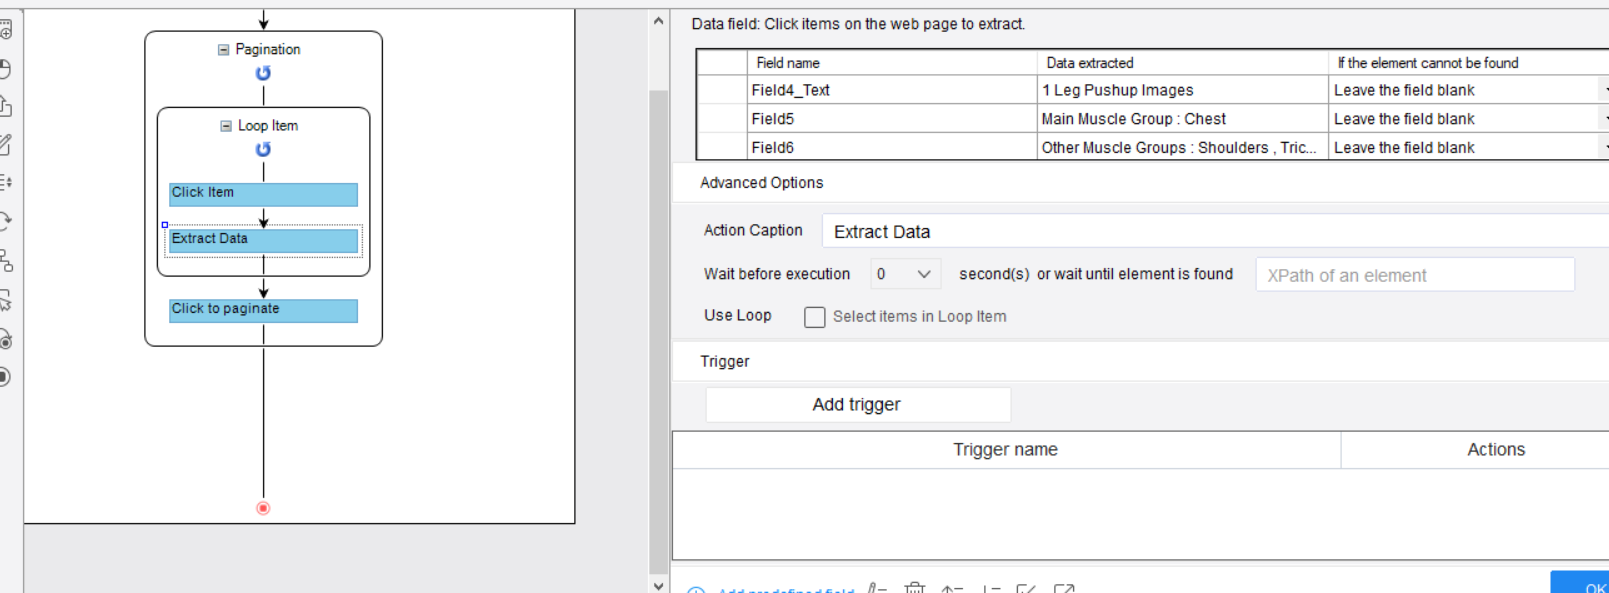 Pagination
Loop Item
Click Item
Extract Data
Click to paginate
Data field: Click items on the web page to extract.
Field name Data extracted If the element cannot be found
Field4_Text 1 Leg Pushup Images Leave the field blank
Field5 Main Muscle Group : Chest Leave the field blank
Field6 Other Muscle Groups : Shoulders , Tric... Leave the field blank
Advanced Options
Action Caption Extract Data
Wait before execution 0 second(s) or wait until element is found XPath of an element
Use Loop Select items in Loop Item
Trigger
Add trigger
Trigger name Actions
Add predefined field
OK